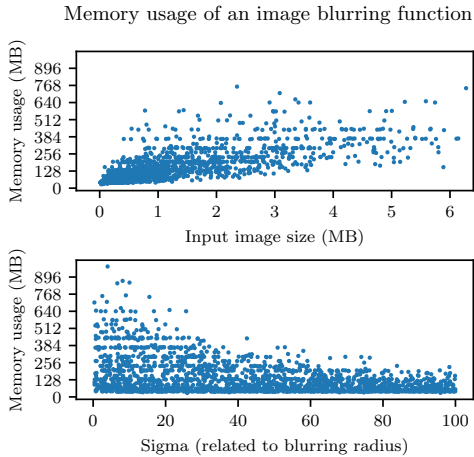 Memory usage of an image blurring function
Memory usage (MB)
896
768
640
512
384
256
128
0
0 1 2 3 4 5 6
Input image size (MB)
Memory usage (MB)
896
768
640
512
384
256
128
0
0 20 40 60 80 100
Sigma (related to blurring radius)